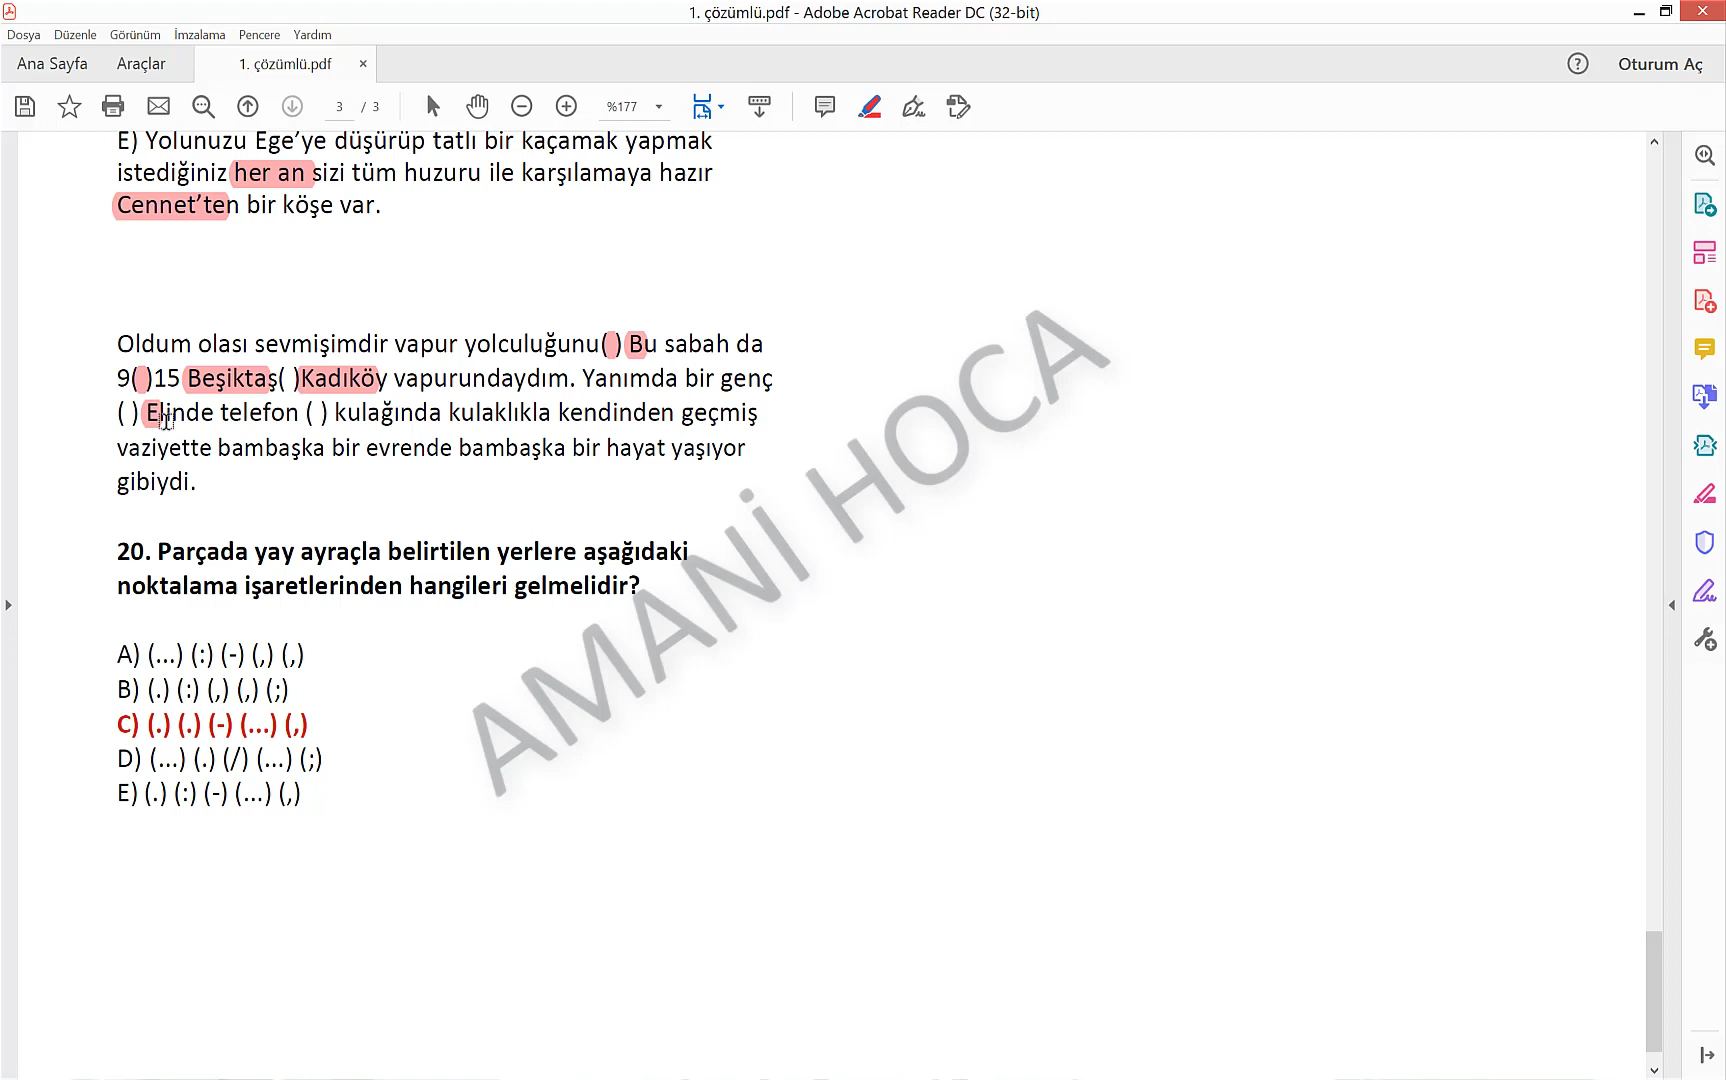 1. çözümlü.pdf - Adobe Acrobat Reader DC (32-bit)
Dosya Düzenle Görünüm İmzalama Pencere Yardım
Ana Sayfa Araçlar 1. çözümlü.pdf × ? Oturum Aç
3 / 3 %177
E) Yolunuzu Ege’ye düşürüp tatlı bir kaçamak yapmak
istediğiniz her an sizi tüm huzuru ile karşılamaya hazır
Cennet’ten bir köşe var.
Oldum olası sevmişimdir vapur yolculuğunu( ) Bu sabah da
9( )15 Beşiktaş( )Kadıköy vapurundaydım. Yanımda bir genç
( ) Elinde telefon ( ) kulağında kulaklıkla kendinden geçmiş
vaziyette bambaşka bir evrende bambaşka bir hayat yaşıyor
gibiydi.
20. Parçada yay ayraçla belirtilen yerlere aşağıdaki
noktalama işaretlerinden hangileri gelmelidir?
A) (...) (:) (-) (,) (,)
B) (.) (:) (,) (,) (;)
C) (.) (.) (-) (...) (,)
D) (...) (.) (/) (...) (;)
E) (.) (:) (-) (...) (,)
AMANİ HOCA